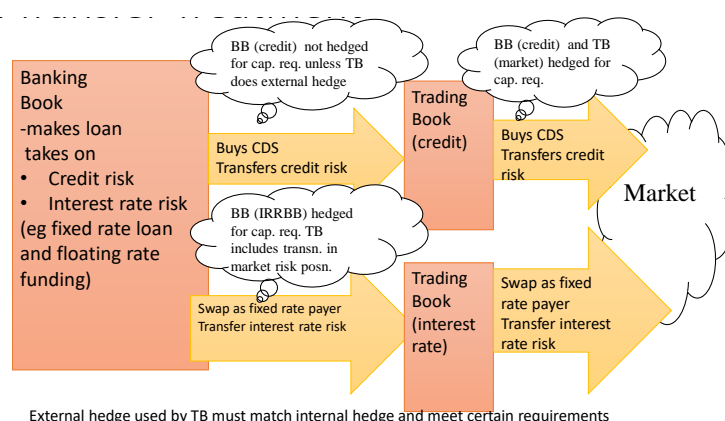 BB (credit)  not hedged
for cap. req. unless TB
does external hedge
BB (credit)  and TB
(market) hedged for
cap. req.
Banking
Book
-makes loan
takes on
• Credit risk
• Interest rate risk
(eg fixed rate loan
and floating rate
funding)
Buys CDS
Transfers credit risk
Trading
Book
(credit)
Buys CDS
Transfers credit
risk
Market
BB (IRRBB) hedged
for cap. req. TB
includes transn. in
market risk posn.
Swap as fixed rate payer
Transfer interest rate risk
Trading
Book
(interest
rate)
Swap as fixed
rate payer
Transfer interest
rate risk
External hedge used by TB must match internal hedge and meet certain requirements